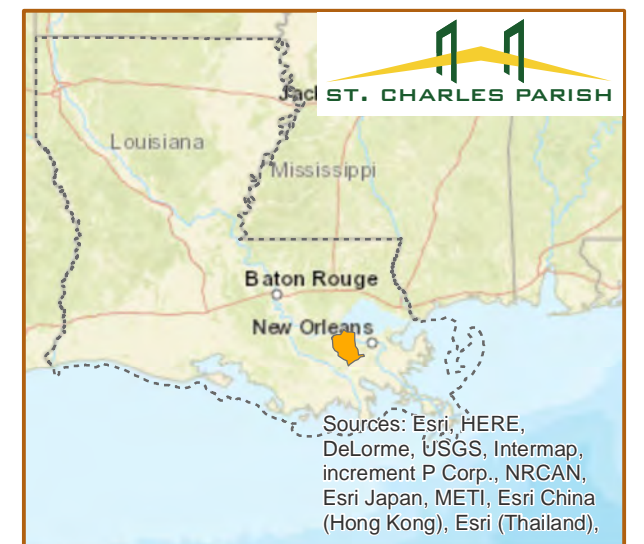 ST. CHARLES PARISH
Jac
Louisiana
Mississippi
Baton Rouge
New Orleans
Sources: Esri, HERE,
DeLorme, USGS, Intermap,
increment P Corp., NRCAN,
Esri Japan, METI, Esri China
(Hong Kong), Esri (Thailand),